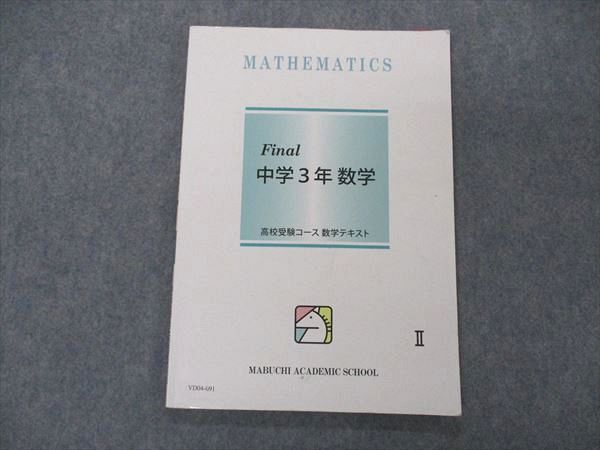 MATHEMATICS
Final
中学3年 数学
高校受験コース 数学テキスト
Ⅱ
MABUCHI ACADEMIC SCHOOL
VD04-091